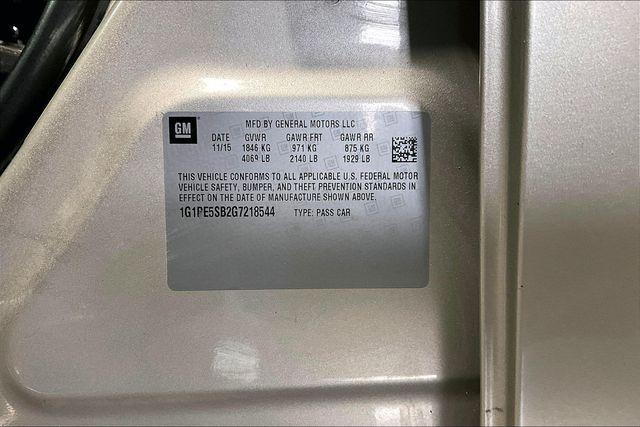 GM
MFD BY GENERAL MOTORS LLC
DATE GVWR GAWR FRT GAWR RR
11/15 1846 KG 971 KG 875 KG
4069 LB 2140 LB 1929 LB
THIS VEHICLE CONFORMS TO ALL APPLICABLE U.S. FEDERAL MOTOR
VEHICLE SAFETY, BUMPER, AND THEFT PREVENTION STANDARDS IN
EFFECT ON THE DATE OF MANUFACTURE SHOWN ABOVE.
1G1PE5SB2G7218544 TYPE: PASS CAR